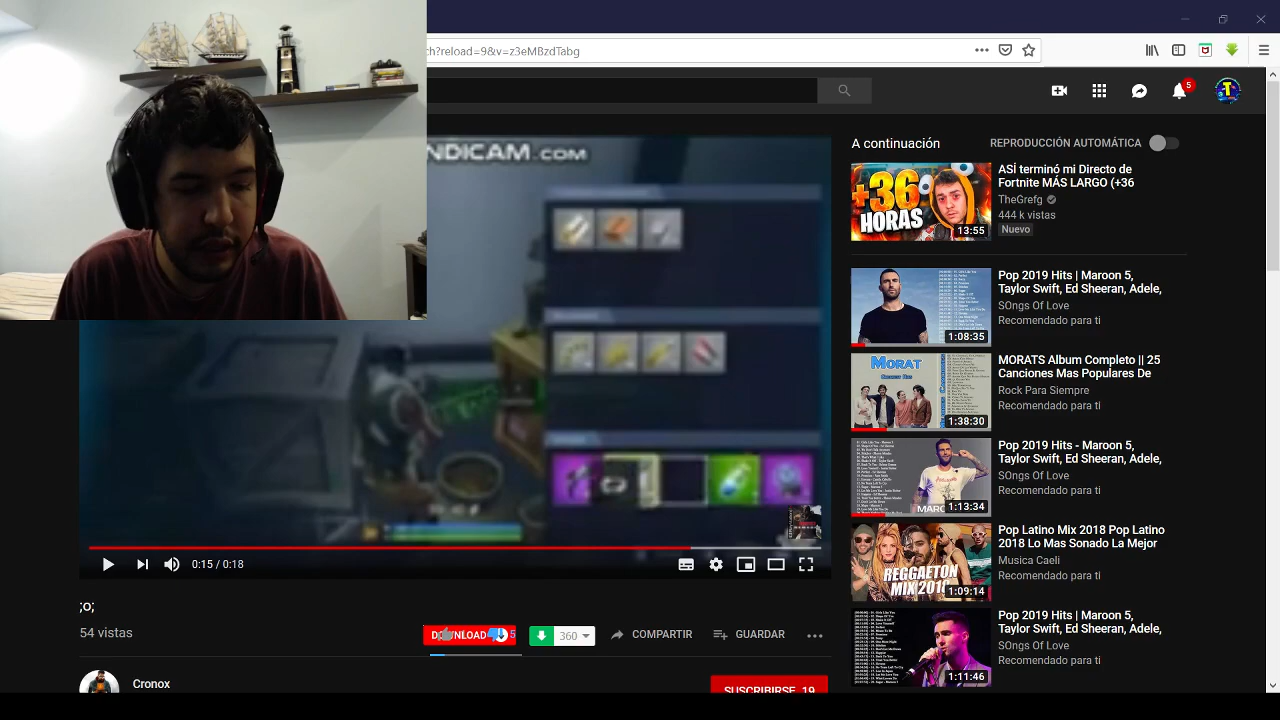 ch?reload=9&v=z3eMBzdTabg
5
NDICAM.COM
A continuación
REPRODUCCIÓN AUTOMÁTICA
+36
HORAS
13:55
ASÍ terminó mi Directo de
Fortnite MÁS LARGO (+36
TheGrefg
444 k vistas
Nuevo
1:08:35
Pop 2019 Hits | Maroon 5,
Taylor Swift, Ed Sheeran, Adele,
SOngs Of Love
Recomendado para ti
MORAT
1:38:30
MORATS Album Completo || 25
Canciones Mas Populares De
Rock Para Siempre
Recomendado para ti
1:13:34
Pop 2019 Hits - Maroon 5,
Taylor Swift, Ed Sheeran, Adele,
SOngs Of Love
Recomendado para ti
REGGAETON
MIX 2018
1:09:14
Pop Latino Mix 2018 Pop Latino
2018 Lo Mas Sonado La Mejor
Musica Caeli
Recomendado para ti
1:11:46
Pop 2019 Hits | Maroon 5,
Taylor Swift, Ed Sheeran, Adele,
SOngs Of Love
Recomendado para ti
0:15 / 0:18
;o;
54 vistas
DOWNLOAD
5
360
COMPARTIR
GUARDAR
Cronox
SUSCRIBIRSE 19